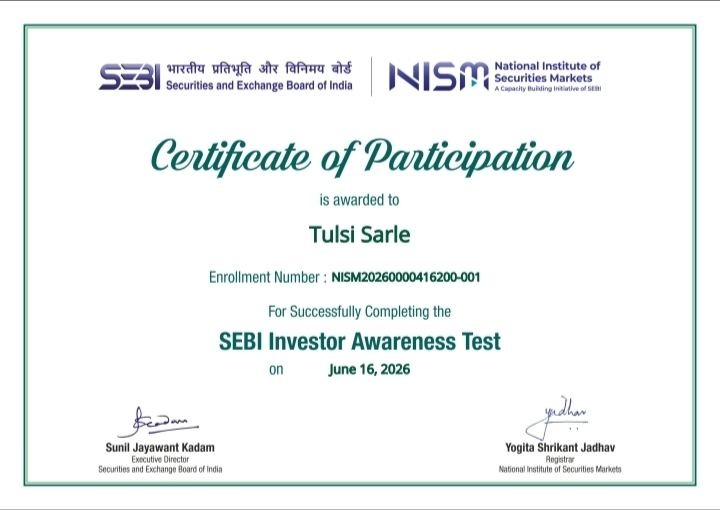 SEBI भारतीय प्रतिभूति और विनिमय बोर्ड
Securities and Exchange Board of India
NISM National Institute of
Securities Markets
A Capacity Building Initiative of SEBI
Certificate of Participation
is awarded to
Tulsi Sarle
Enrollment Number : NISM20260000416200-001
For Successfully Completing the
SEBI Investor Awareness Test
on June 16, 2026
Sunil Jayawant Kadam
Executive Director
Securities and Exchange Board of India
Yogita Shrikant Jadhav
Registrar
National Institute of Securities Markets